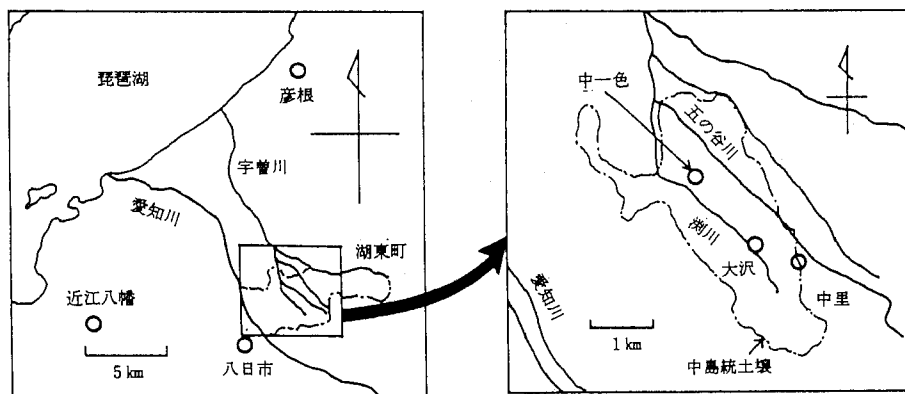 琵琶湖
彦根
宇曽川
愛知川
湖東町
近江八幡
八日市
5 km
中一色
五の谷川
渕川
大沢
中里
愛知川
1 km
中島統土壌